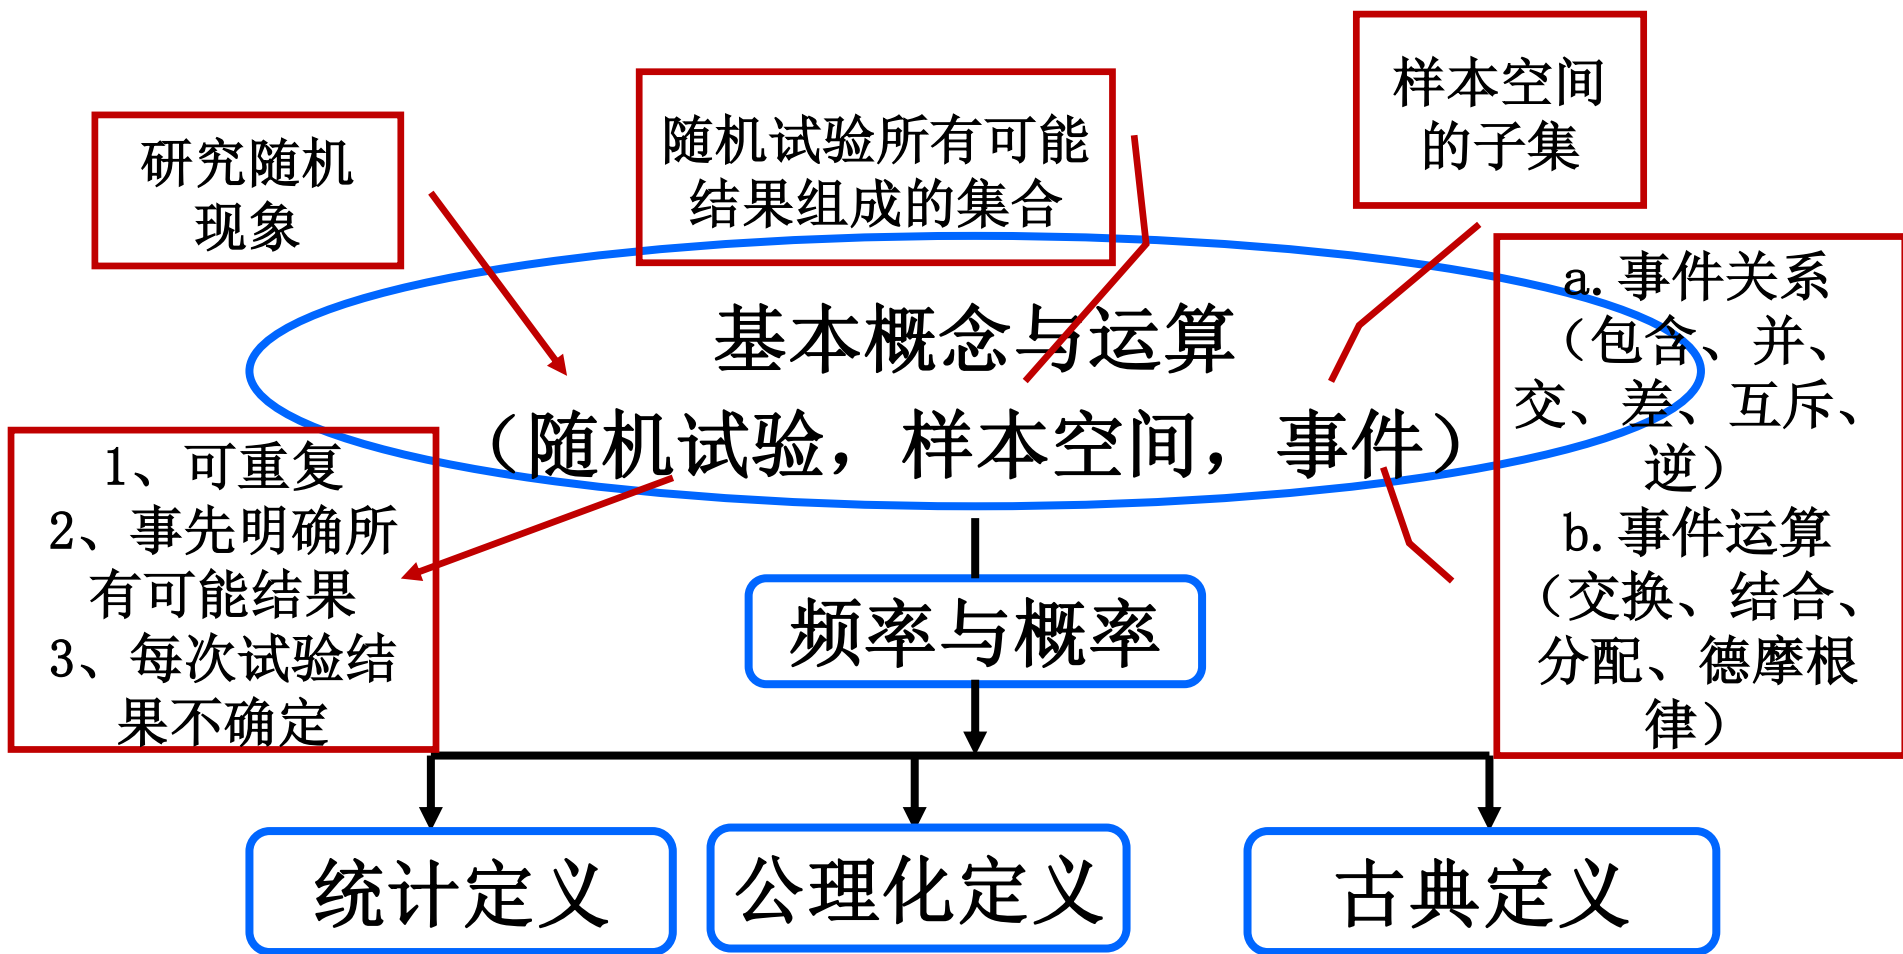 研究随机
现象
随机试验所有可能
结果组成的集合
样本空间
的子集
基本概念与运算
（随机试验，样本空间，事件）
a.事件关系
（包含、并、
交、差、互斥、
逆）
b.事件运算
（交换、结合、
分配、德摩根
律）
1、可重复
2、事先明确所
有可能结果
3、每次试验结
果不确定
频率与概率
统计定义
公理化定义
古典定义